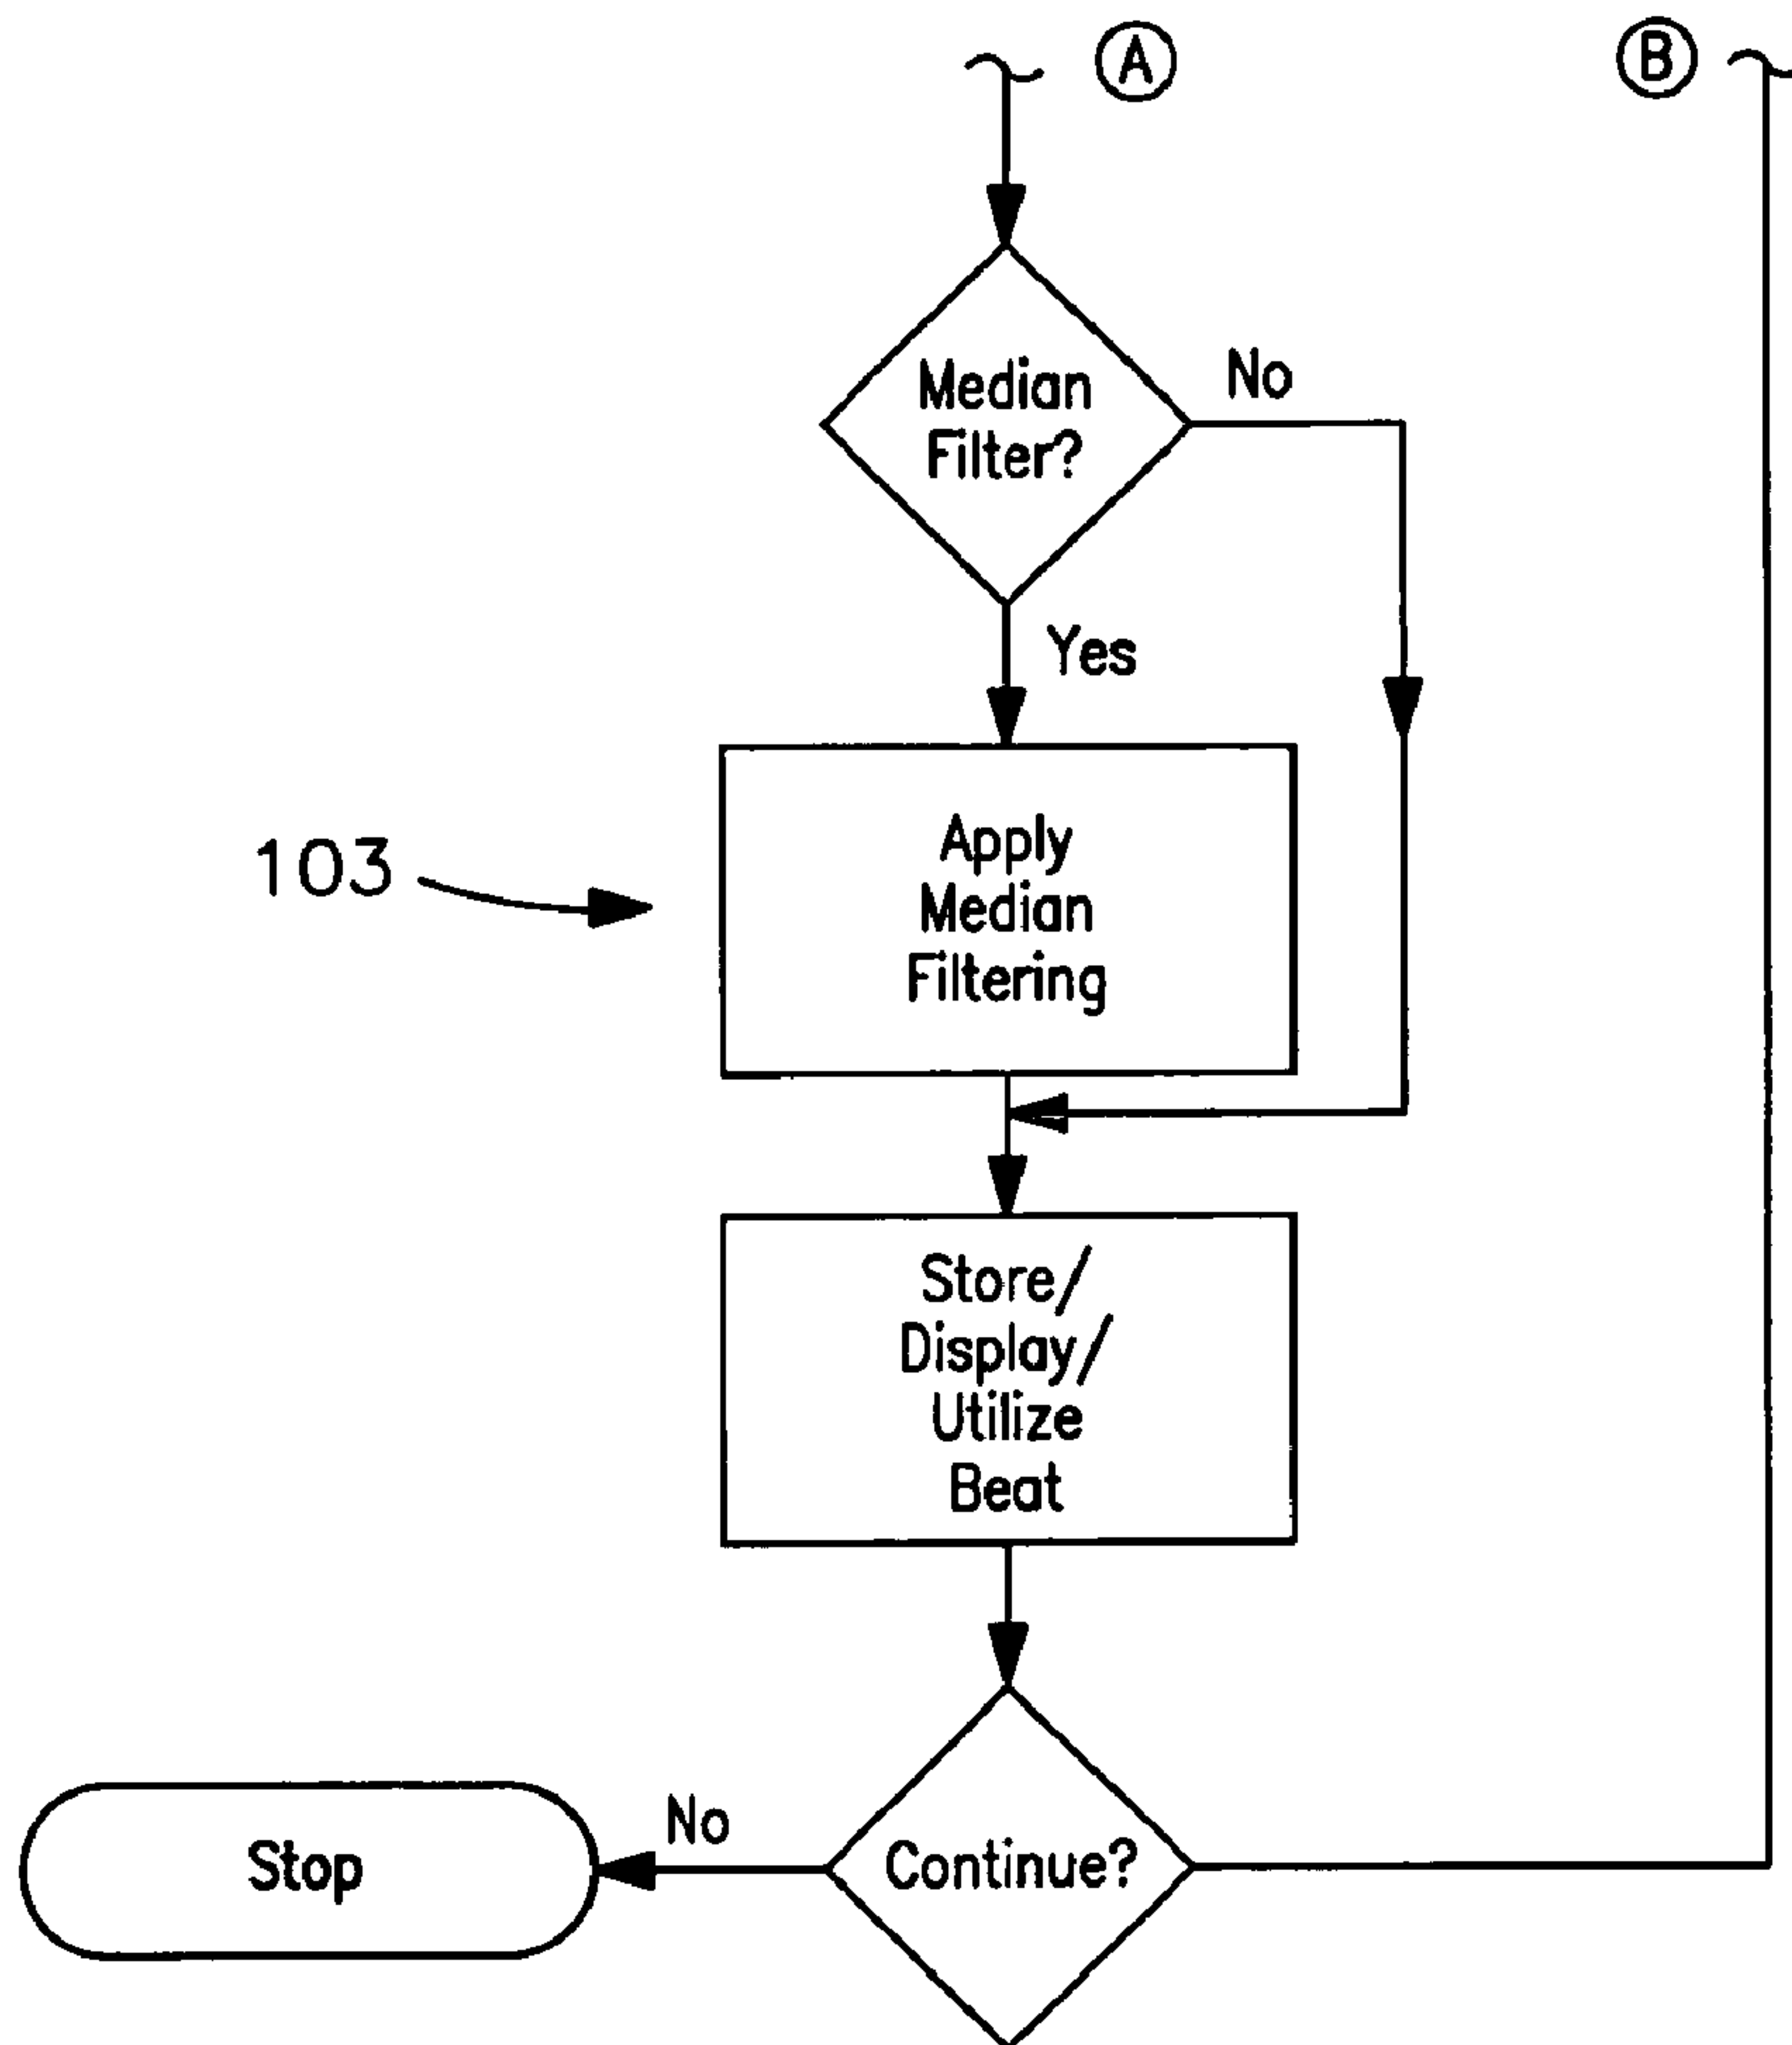 A
B
Median
Filter?
No
Yes
103
Apply
Median
Filtering
Store/
Display/
Utilize
Beat
Continue?
No
Stop